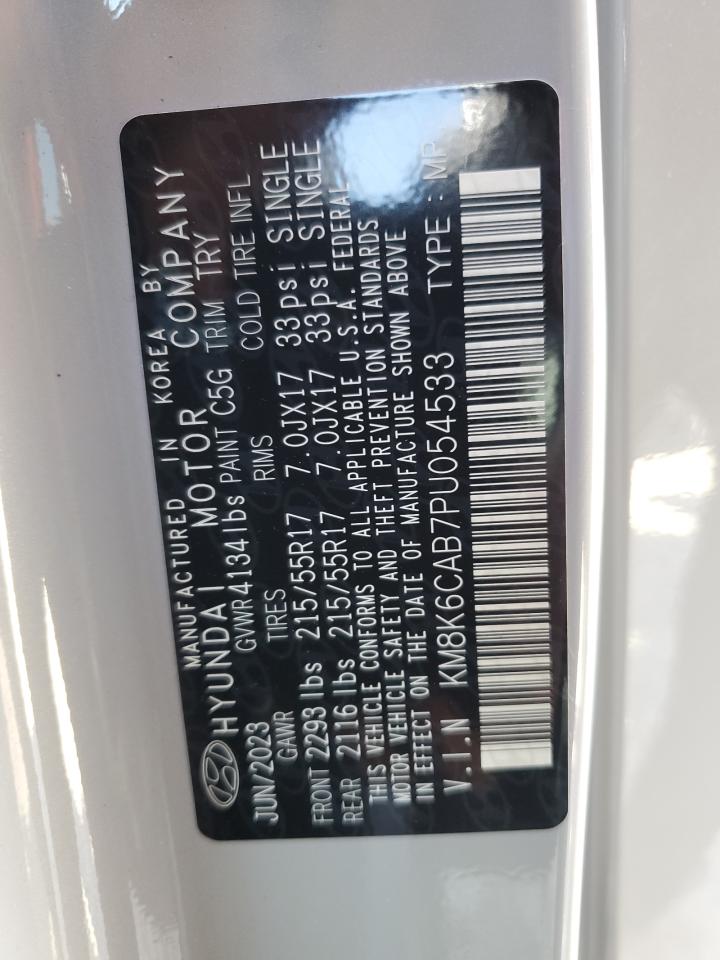 MANUFACTURED IN KOREA BY
HYUNDAI MOTOR COMPANY
JUN/2023 GVWR4134lbs PAINT C5G TRIM TRY
GAWR TIRES RIMS COLD TIRE INFL
FRONT 2293 lbs 215/55R17 7.0JX17 33psi SINGLE
REAR 2116 lbs 215/55R17 7.0JX17 33psi SINGLE
THIS VEHICLE CONFORMS TO ALL APPLICABLE U.S.A. FEDERAL
MOTOR VEHICLE SAFETY AND THEFT PREVENTION STANDARDS
IN EFFECT ON THE DATE OF MANUFACTURE SHOWN ABOVE
V.I.N KM8K6CAB7PU054533 TYPE : MP